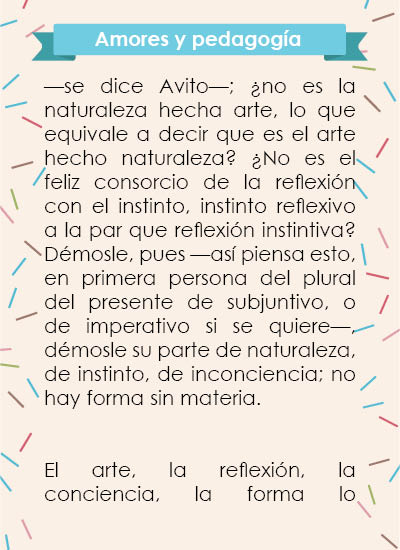 Amores y pedagogía
—se dice Avito—; ¿no es la
naturaleza hecha arte, lo que
equivale a decir que es el arte
hecho naturaleza? ¿No es el
feliz consorcio de la reflexión
con el instinto, instinto reflexivo
a la par que reflexión instintiva?
Démosle, pues —así piensa esto,
en primera persona del plural
del presente de subjuntivo, o
de imperativo si se quiere—,
démosle su parte de naturaleza,
de instinto, de inconciencia; no
hay forma sin materia.
El arte, la reflexión, la
conciencia, la forma lo